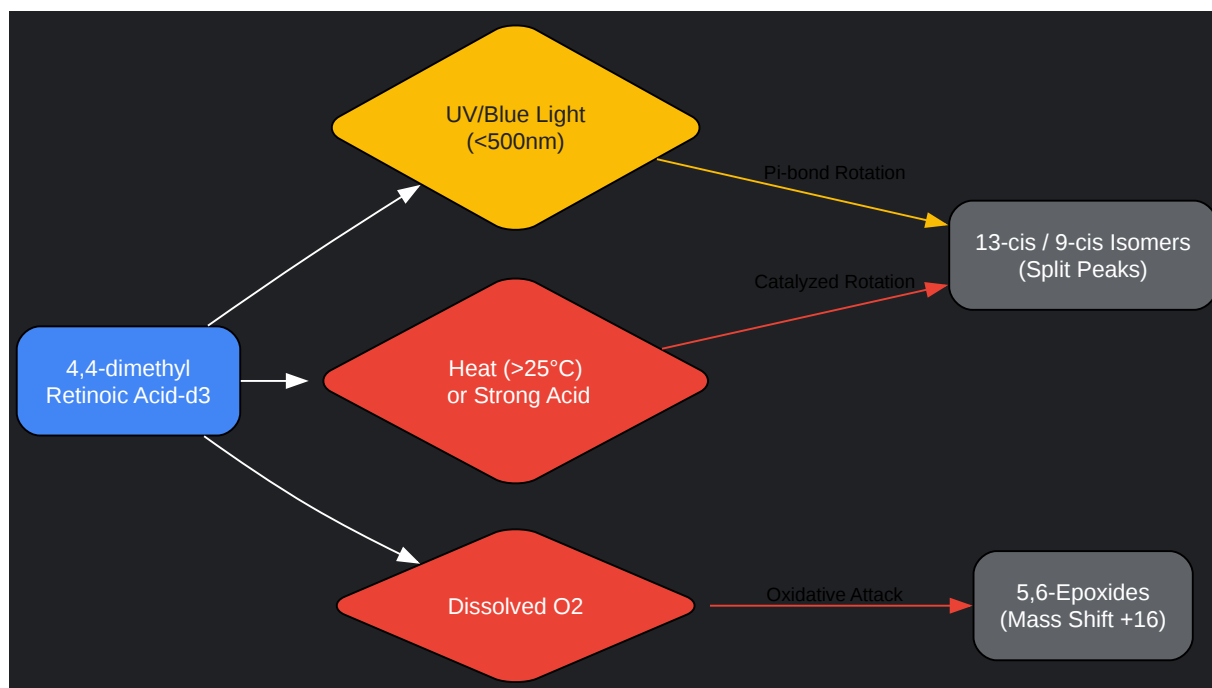 UV/Blue Light
(<500nm)
Pi-bond Rotation
13-cis / 9-cis Isomers
(Split Peaks)
Catalyzed Rotation
4,4-dimethyl
Retinoic Acid-d3
Heat (>25°C)
or Strong Acid
Dissolved O2
Oxidative Attack
5,6-Epoxides
(Mass Shift +16)